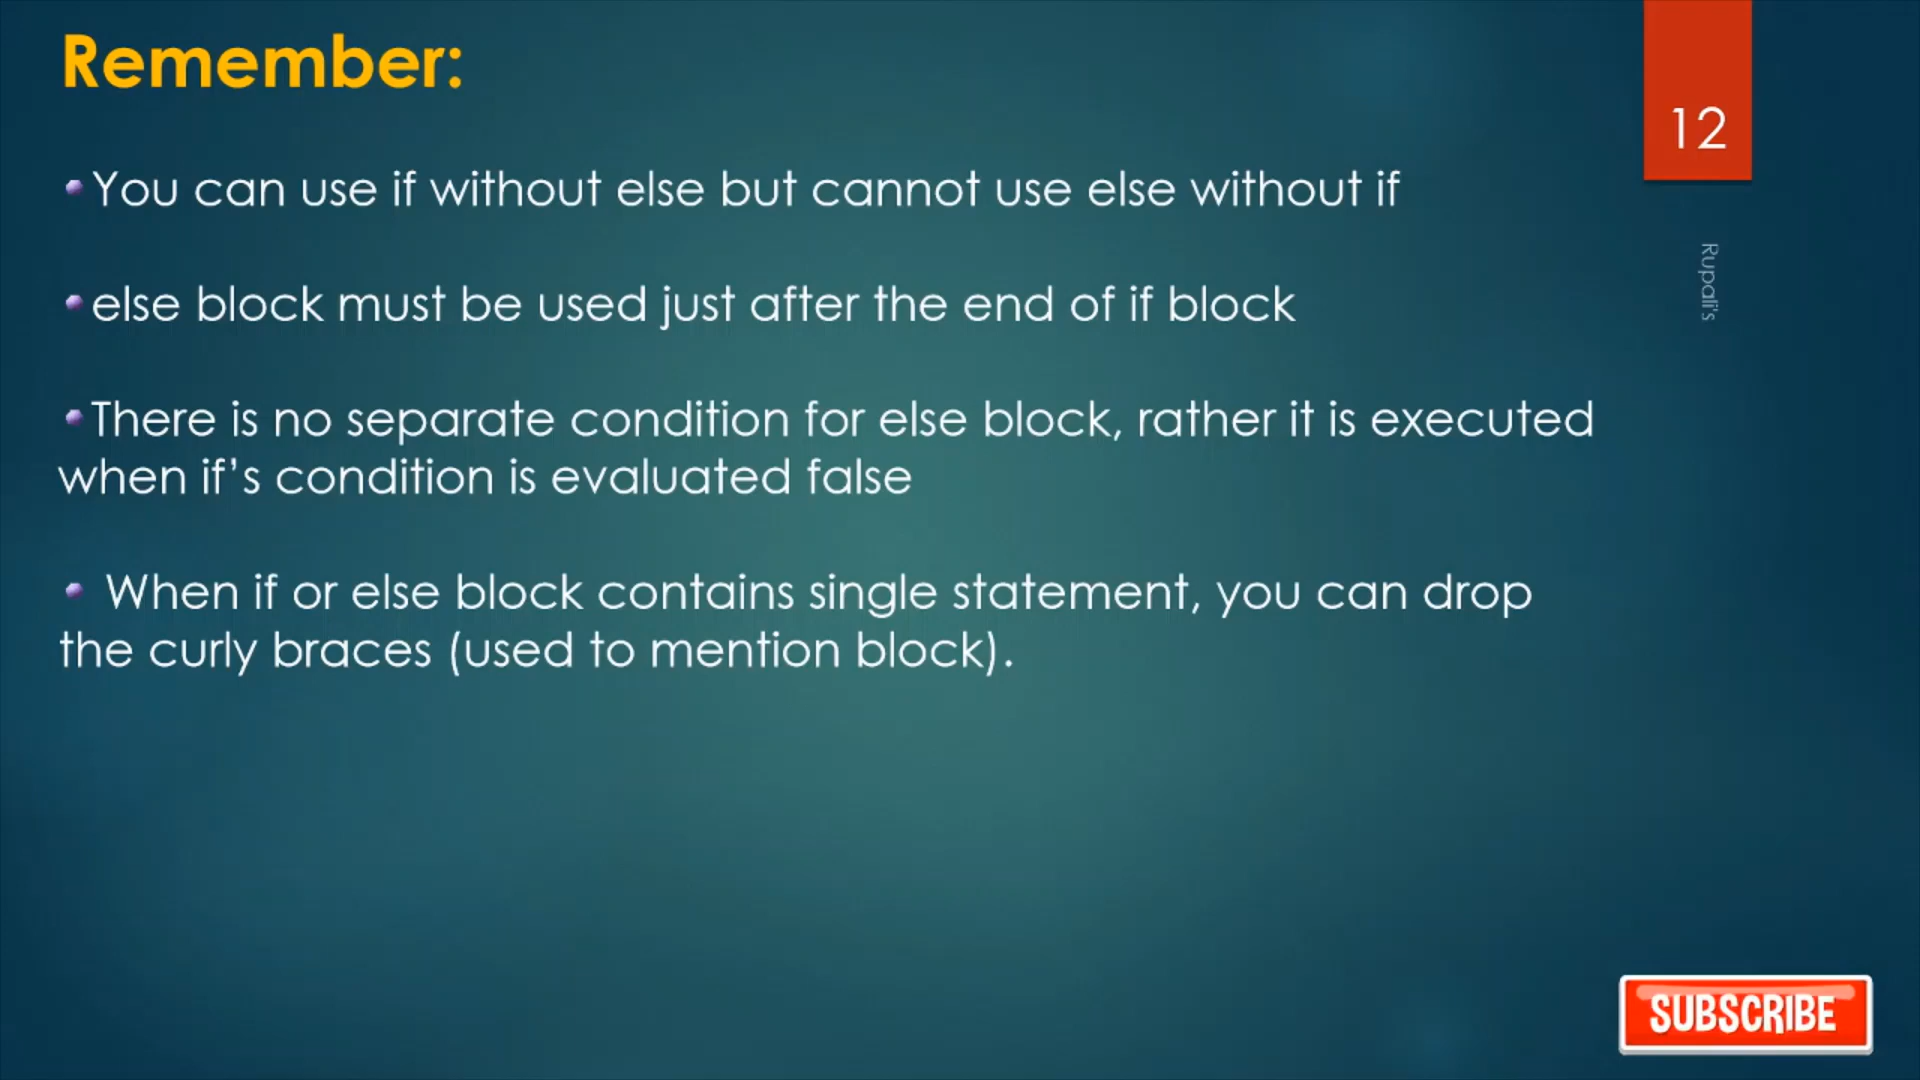 Remember:
12
• You can use if without else but cannot use else without if
• else block must be used just after the end of if block
• There is no separate condition for else block, rather it is executed
when if’s condition is evaluated false
• When if or else block contains single statement, you can drop
the curly braces (used to mention block).
Rupali's
SUBSCRIBE